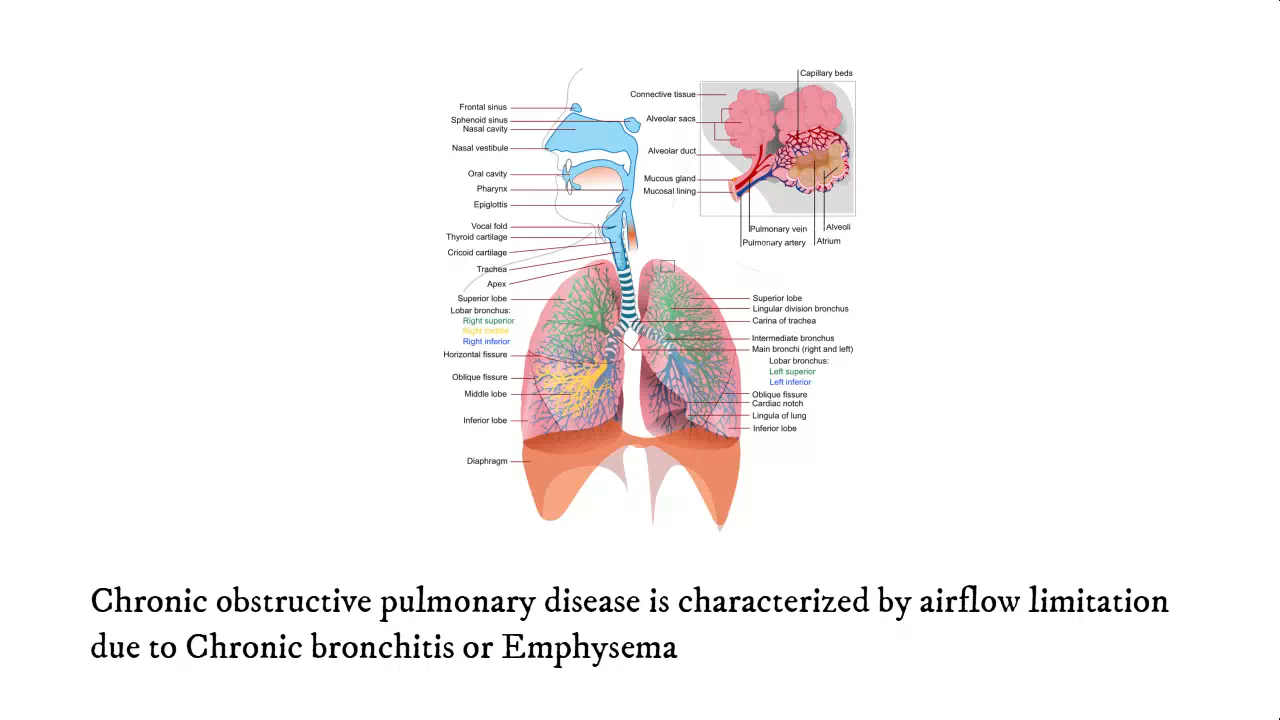 Capillary beds
Connective tissue
Alveolar sacs
Alveolar duct
Mucous gland
Mucosal lining
Pulmonary vein
Alveoli
Pulmonary artery
Atrium
Frontal sinus
Sphenoid sinus
Nasal cavity
Nasal vestibule
Oral cavity
Pharynx
Epiglottis
Vocal fold
Thyroid cartilage
Cricoid cartilage
Trachea
Apex
Superior lobe
Lobar bronchus:
Right superior
Right middle
Right inferior
Horizontal fissure
Oblique fissure
Middle lobe
Inferior lobe
Diaphragm
Superior lobe
Lingular division bronchus
Carina of trachea
Intermediate bronchus
Main bronchi (right and left)
Lobar bronchus:
Left superior
Left inferior
Oblique fissure
Cardiac notch
Lingula of lung
Inferior lobe
Chronic obstructive pulmonary disease is characterized by airflow limitation
due to Chronic bronchitis or Emphysema